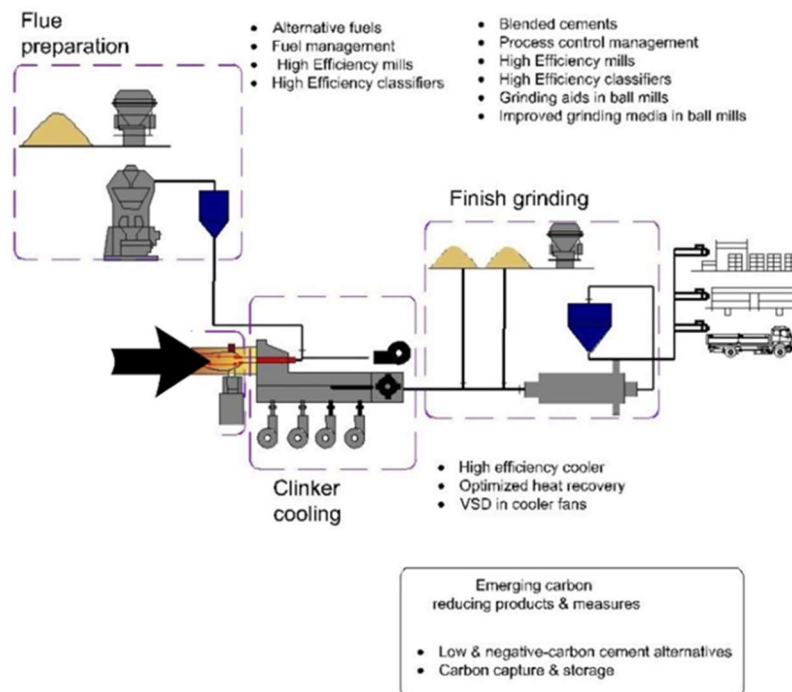 Flue
preparation
• Alternative fuels
• Fuel management
• High Efficiency mills
• High Efficiency classifiers
• Blended cements
• Process control management
• High Efficiency mills
• High Efficiency classifiers
• Grinding aids in ball mills
• Improved grinding media in ball mills
Finish grinding
Clinker
cooling
• High efficiency cooler
• Optimized heat recovery
• VSD in cooler fans
Emerging carbon
reducing products & measures
• Low & negative-carbon cement alternatives
• Carbon capture & storage